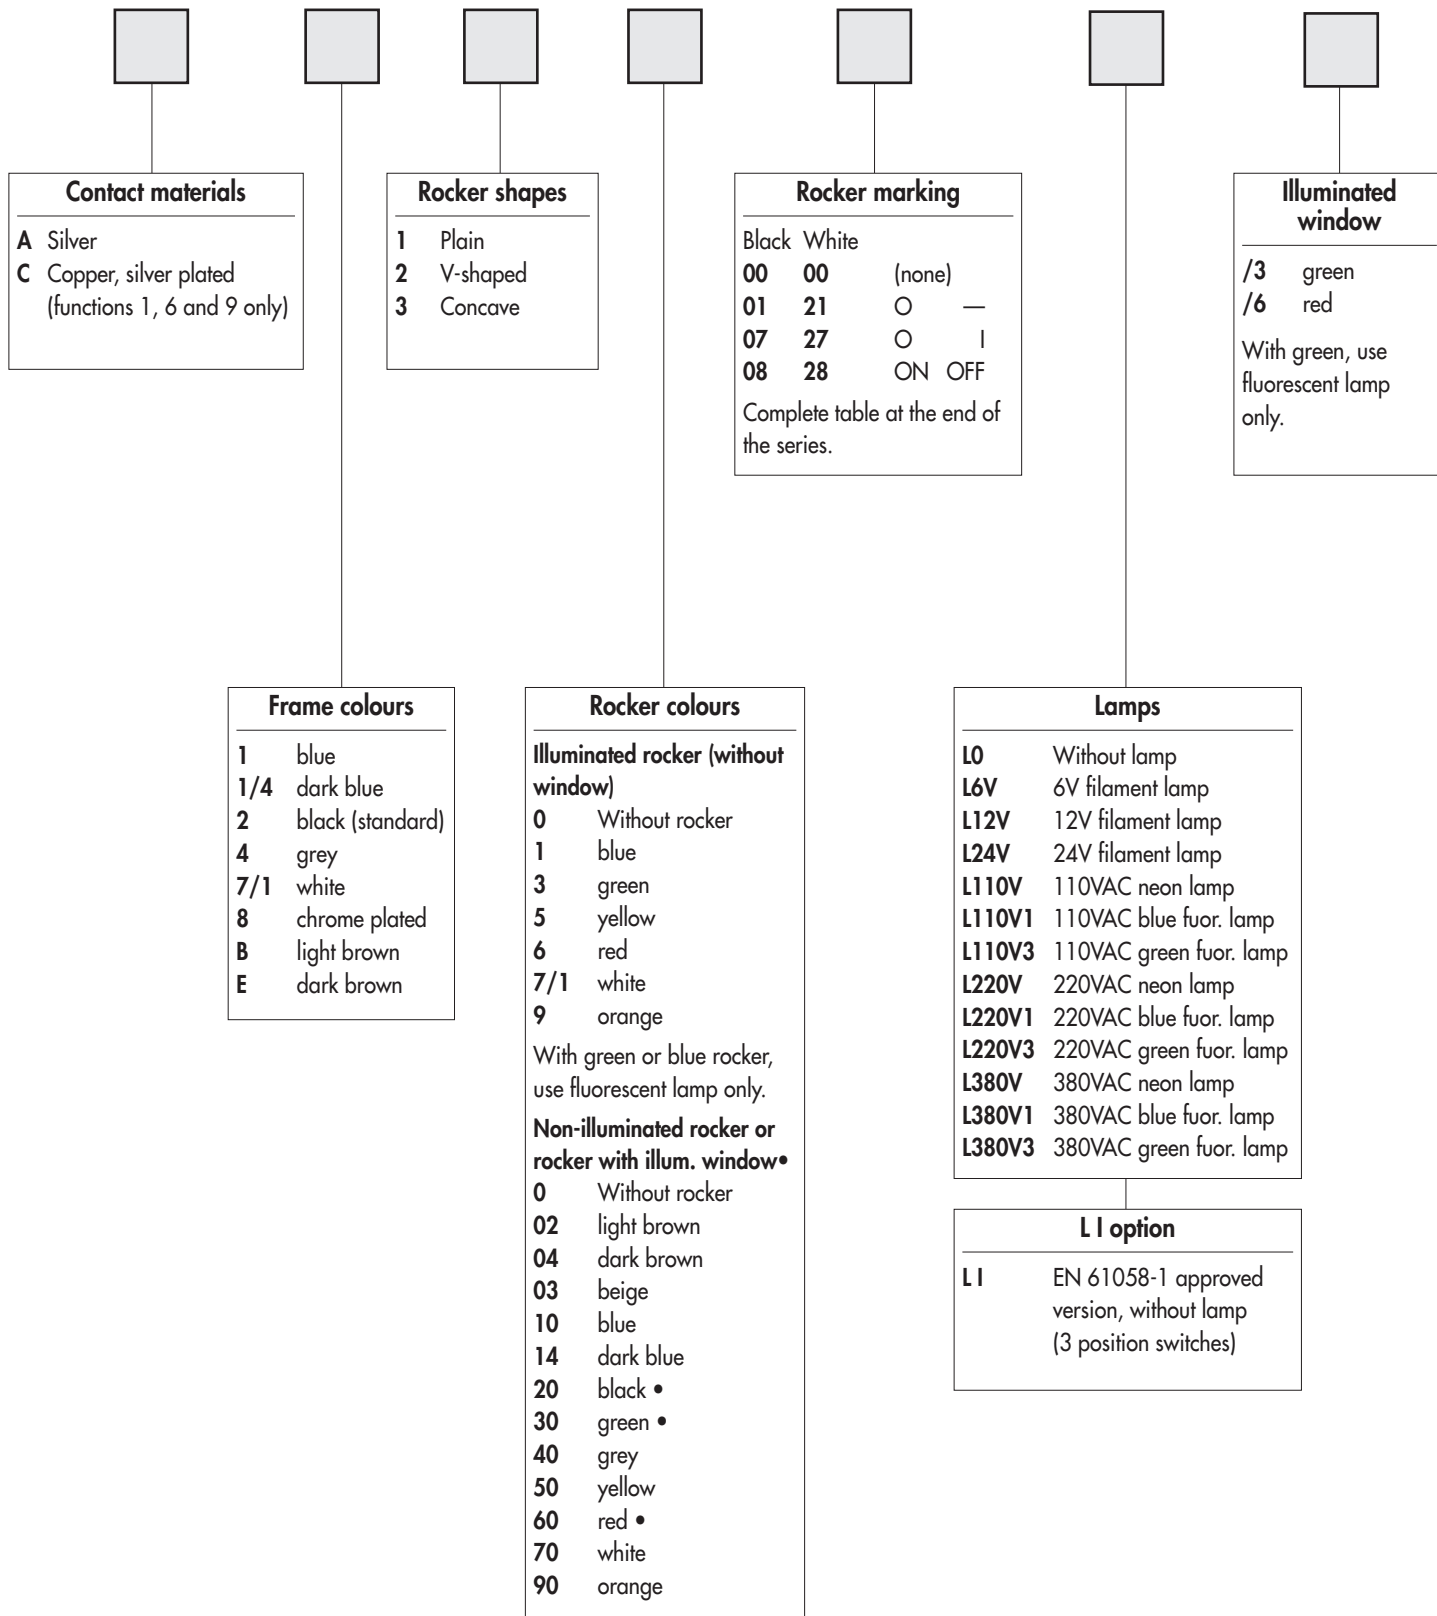 Contact materials
A Silver
C Copper, silver plated
(functions 1, 6 and 9 only)
Rocker shapes
1 Plain
2 V-shaped
3 Concave
Rocker marking
Black White
00 00 (none)
01 21 O —
07 27 O I
08 28 ON OFF
Complete table at the end of
the series.
Illuminated
window
/3 green
/6 red
With green, use
fluorescent lamp
only.
Frame colours
1 blue
1/4 dark blue
2 black (standard)
4 grey
7/1 white
8 chrome plated
B light brown
E dark brown
Rocker colours
Illuminated rocker (without
window)
0 Without rocker
1 blue
3 green
5 yellow
6 red
7/1 white
9 orange
With green or blue rocker,
use fluorescent lamp only.
Non-illuminated rocker or
rocker with illum. window•
0 Without rocker
02 light brown
04 dark brown
03 beige
10 blue
14 dark blue
20 black •
30 green •
40 grey
50 yellow
60 red •
70 white
90 orange
Lamps
L0 Without lamp
L6V 6V filament lamp
L12V 12V filament lamp
L24V 24V filament lamp
L110V 110VAC neon lamp
L110V1 110VAC blue fuor. lamp
L110V3 110VAC green fuor. lamp
L220V 220VAC neon lamp
L220V1 220VAC blue fuor. lamp
L220V3 220VAC green fuor. lamp
L380V 380VAC neon lamp
L380V1 380VAC blue fuor. lamp
L380V3 380VAC green fuor. lamp
L I option
L I EN 61058-1 approved
version, without lamp
(3 position switches)